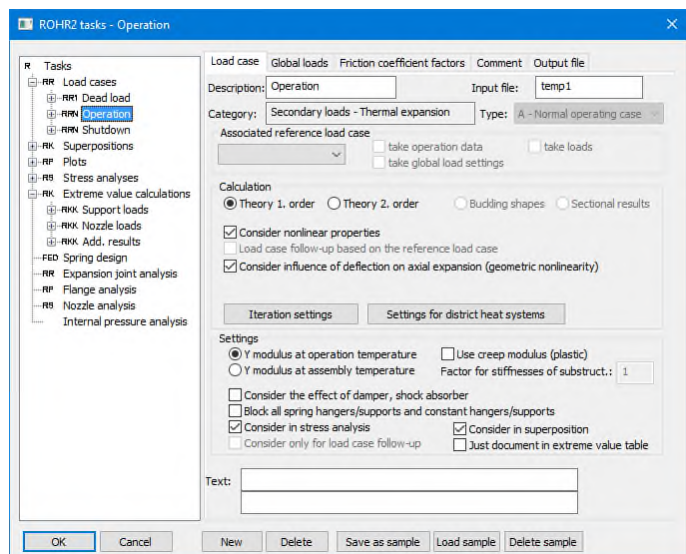 ROHR2 tasks - Operation
R Tasks
RR Load cases
RR1 Dead load
RRN Operation
RRN Shutdown
RK Superpositions
RP Plots
R9 Stress analyses
RK Extreme value calculations
RKK Support loads
RKK Nozzle loads
RKK Add. results
FED Spring design
RR Expansion joint analysis
RP Flange analysis
R9 Nozzle analysis
Internal pressure analysis
Load case Global loads Friction coefficient factors Comment Output file
Description: Operation Input file: temp1
Category: Secondary loads - Thermal expansion Type: A - Normal operating case
Associated reference load case
take operation data take loads
take global load settings
Calculation
Theory 1. order Theory 2. order Buckling shapes Sectional results
Consider nonlinear properties
Load case follow-up based on the reference load case
Consider influence of deflection on axial expansion (geometric nonlinearity)
Iteration settings Settings for district heat systems
Settings
Y modulus at operation temperature Use creep modulus (plastic)
Y modulus at assembly temperature Factor for stiffnesses of substruct.: 1
Consider the effect of damper, shock absorber
Block all spring hangers/supports and constant hangers/supports
Consider in stress analysis Consider in superposition
Consider only for load case follow-up Just document in extreme value table
Text:
OK Cancel New Delete Save as sample Load sample Delete sample